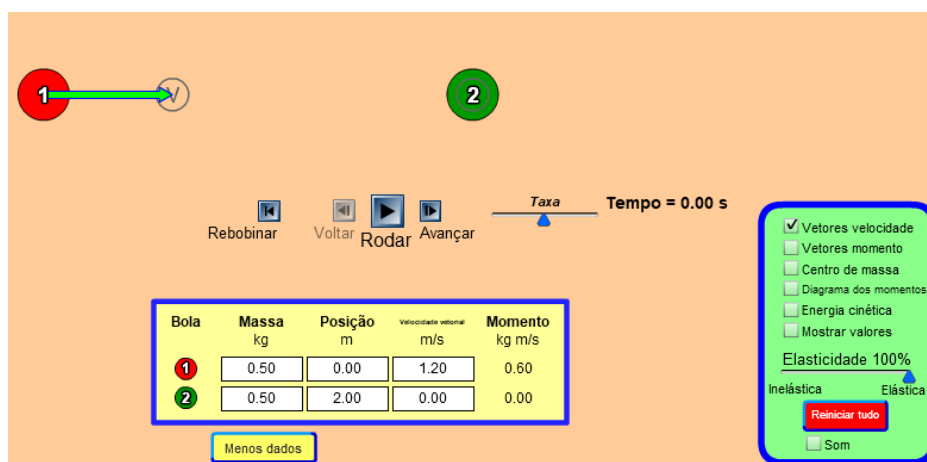 1
V
2
Taxa
Tempo = 0.00 s
Rebobinar
Voltar
Rodar
Avançar
Vetores velocidade
Vetores momento
Centro de massa
Diagrama dos momentos
Energia cinética
Mostrar valores
Elasticidade 100%
Inelástica Elástica
Reiniciar tudo
Som
Bola Massa Posição Velocidade vetorial Momento
kg m m/s kg m/s
1 0.50 0.00 1.20 0.60
2 0.50 2.00 0.00 0.00
Menos dados